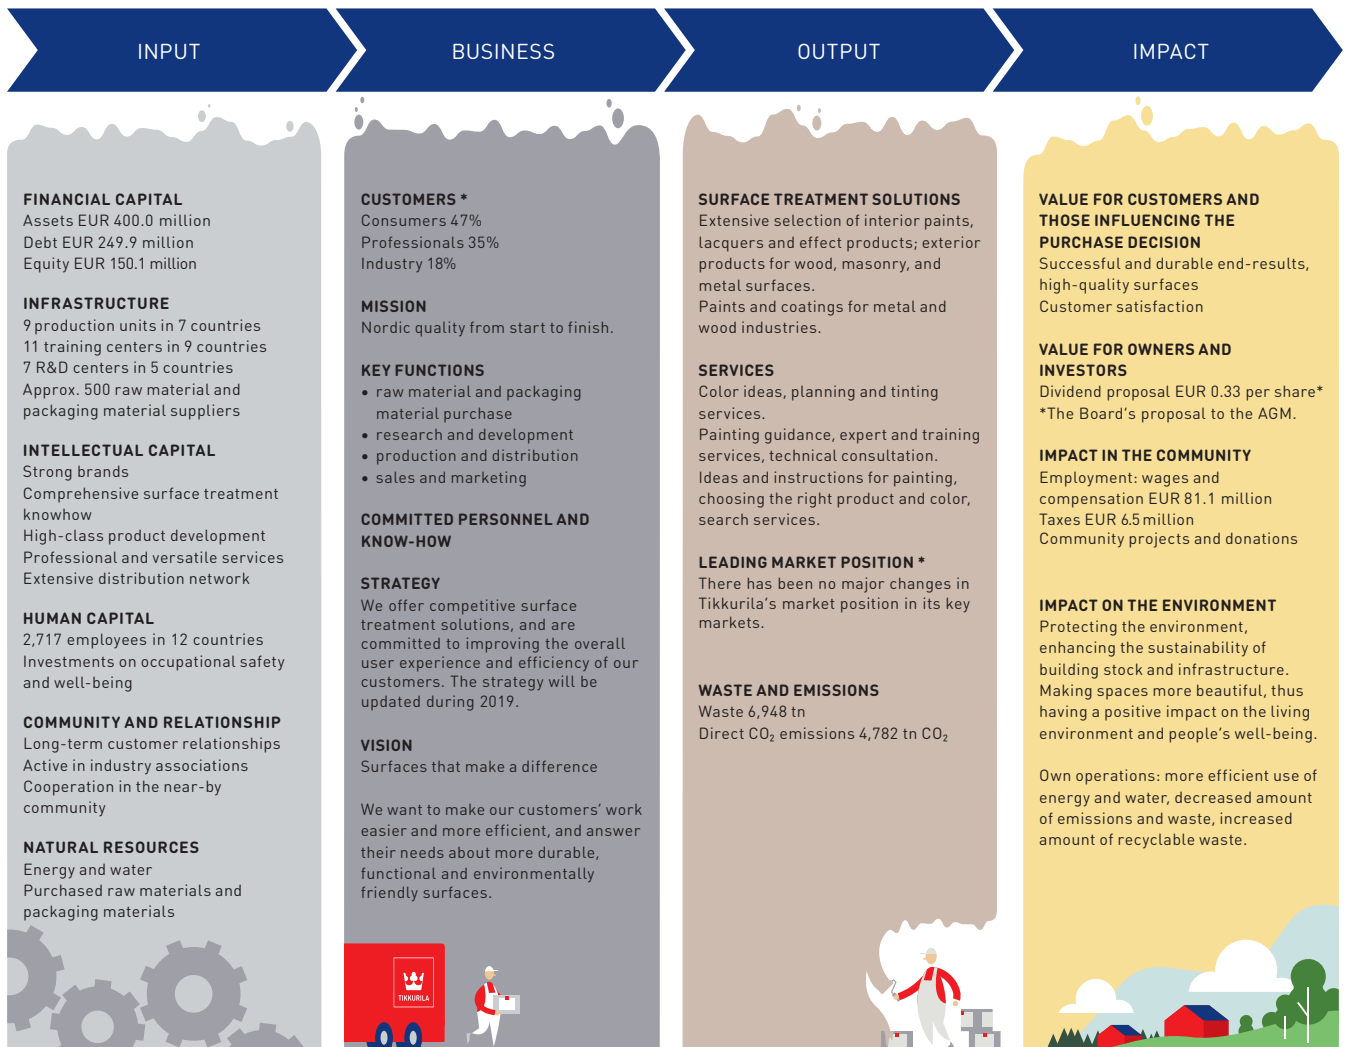 INPUT
BUSINESS
OUTPUT
IMPACT
FINANCIAL CAPITAL
Assets EUR 400.0 million
Debt EUR 249.9 million
Equity EUR 150.1 million
INFRASTRUCTURE
9 production units in 7 countries
11 training centers in 9 countries
7 R&D centers in 5 countries
Approx. 500 raw material and
packaging material suppliers
INTELLECTUAL CAPITAL
Strong brands
Comprehensive surface treatment
knowhow
High-class product development
Professional and versatile services
Extensive distribution network
HUMAN CAPITAL
2,717 employees in 12 countries
Investments on occupational safety
and well-being
COMMUNITY AND RELATIONSHIP
Long-term customer relationships
Active in industry associations
Cooperation in the near-by
community
NATURAL RESOURCES
Energy and water
Purchased raw materials and
packaging materials
CUSTOMERS *
Consumers 47%
Professionals 35%
Industry 18%
MISSION
Nordic quality from start to finish.
KEY FUNCTIONS
• raw material and packaging
material purchase
• research and development
• production and distribution
• sales and marketing
COMMITTED PERSONNEL AND
KNOW-HOW
STRATEGY
We offer competitive surface
treatment solutions, and are
committed to improving the overall
user experience and efficiency of our
customers. The strategy will be
updated during 2019.
VISION
Surfaces that make a difference
We want to make our customers' work
easier and more efficient, and answer
their needs about more durable,
functional and environmentally
friendly surfaces.
TIKKURILA
SURFACE TREATMENT SOLUTIONS
Extensive selection of interior paints,
lacquers and effect products; exterior
products for wood, masonry, and
metal surfaces.
Paints and coatings for metal and
wood industries.
SERVICES
Color ideas, planning and tinting
services.
Painting guidance, expert and training
services, technical consultation.
Ideas and instructions for painting,
choosing the right product and color,
search services.
LEADING MARKET POSITION *
There has been no major changes in
Tikkurila's market position in its key
markets.
WASTE AND EMISSIONS
Waste 6,948 tn
Direct CO₂ emissions 4,782 tn CO₂
VALUE FOR CUSTOMERS AND
THOSE INFLUENCING THE
PURCHASE DECISION
Successful and durable end-results,
high-quality surfaces
Customer satisfaction
VALUE FOR OWNERS AND
INVESTORS
Dividend proposal EUR 0.33 per share*
*The Board's proposal to the AGM.
IMPACT IN THE COMMUNITY
Employment: wages and
compensation EUR 81.1 million
Taxes EUR 6.5 million
Community projects and donations
IMPACT ON THE ENVIRONMENT
Protecting the environment,
enhancing the sustainability of
building stock and infrastructure.
Making spaces more beautiful, thus
having a positive impact on the living
environment and people's well-being.
Own operations: more efficient use of
energy and water, decreased amount
of emissions and waste, increased
amount of recyclable waste.